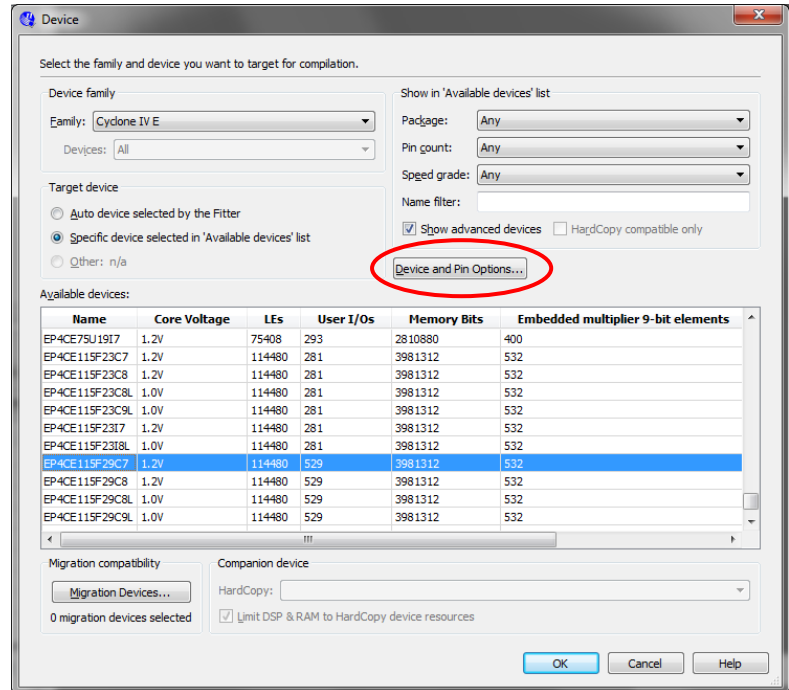 Device
Select the family and device you want to target for compilation.
Device family
Family: Cyclone IV E
Devices: All
Show in 'Available devices' list
Package: Any
Pin count: Any
Speed grade: Any
Name filter:
Show advanced devices HardCopy compatible only
Target device
Auto device selected by the Fitter
Specific device selected in 'Available devices' list
Other: n/a
Device and Pin Options...
Available devices:
Name Core Voltage LEs User I/Os Memory Bits Embedded multiplier 9-bit elements
EP4CE75U19I7 1.2V 75408 293 2810880 400
EP4CE115F23C7 1.2V 114480 281 3981312 532
EP4CE115F23C8 1.2V 114480 281 3981312 532
EP4CE115F23C8L 1.0V 114480 281 3981312 532
EP4CE115F23C9L 1.0V 114480 281 3981312 532
EP4CE115F23I7 1.2V 114480 281 3981312 532
EP4CE115F23I8L 1.0V 114480 281 3981312 532
EP4CE115F29C7 1.2V 114480 529 3981312 532
EP4CE115F29C8 1.2V 114480 529 3981312 532
EP4CE115F29C8L 1.0V 114480 529 3981312 532
EP4CE115F29C9L 1.0V 114480 529 3981312 532
Migration compatibility
Migration Devices...
0 migration devices selected
Companion device
HardCopy:
Limit DSP & RAM to HardCopy device resources
OK Cancel Help